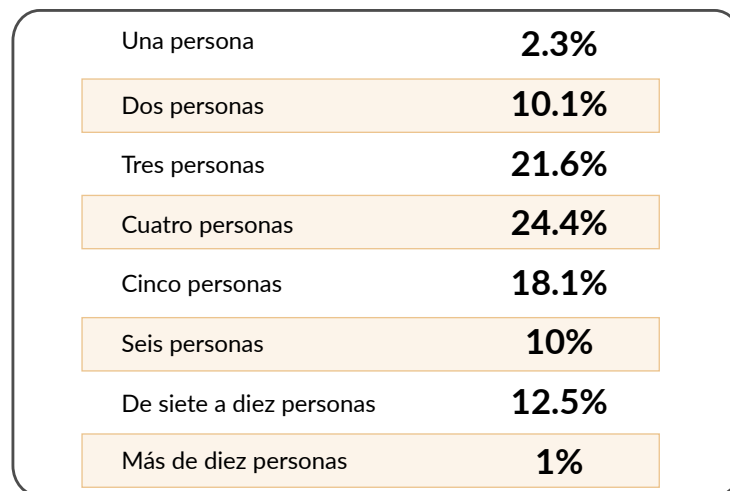 Una persona 2.3%
Dos personas 10.1%
Tres personas 21.6%
Cuatro personas 24.4%
Cinco personas 18.1%
Seis personas 10%
De siete a diez personas 12.5%
Más de diez personas 1%